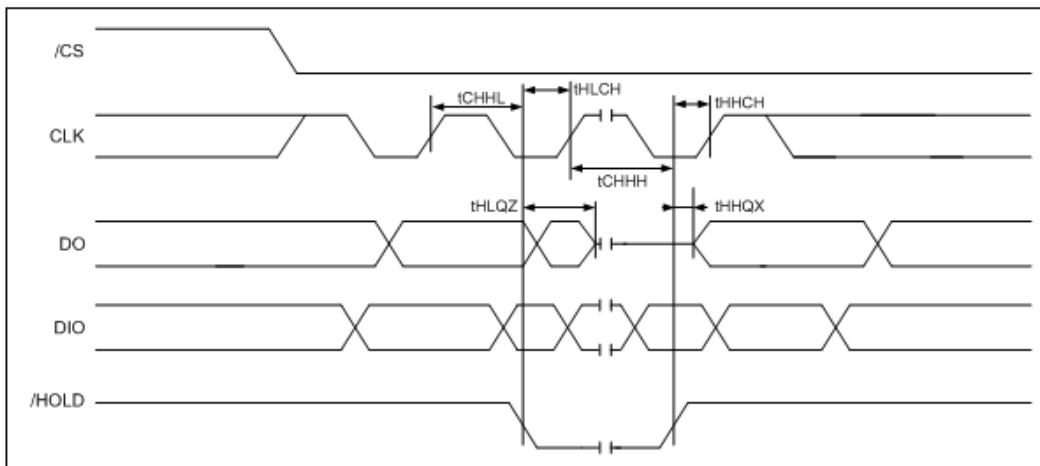 /CS
tCHHL
tHLCH
tHHCH
CLK
tCHHH
tHLQZ
tHHQX
DO
DIO
/HOLD